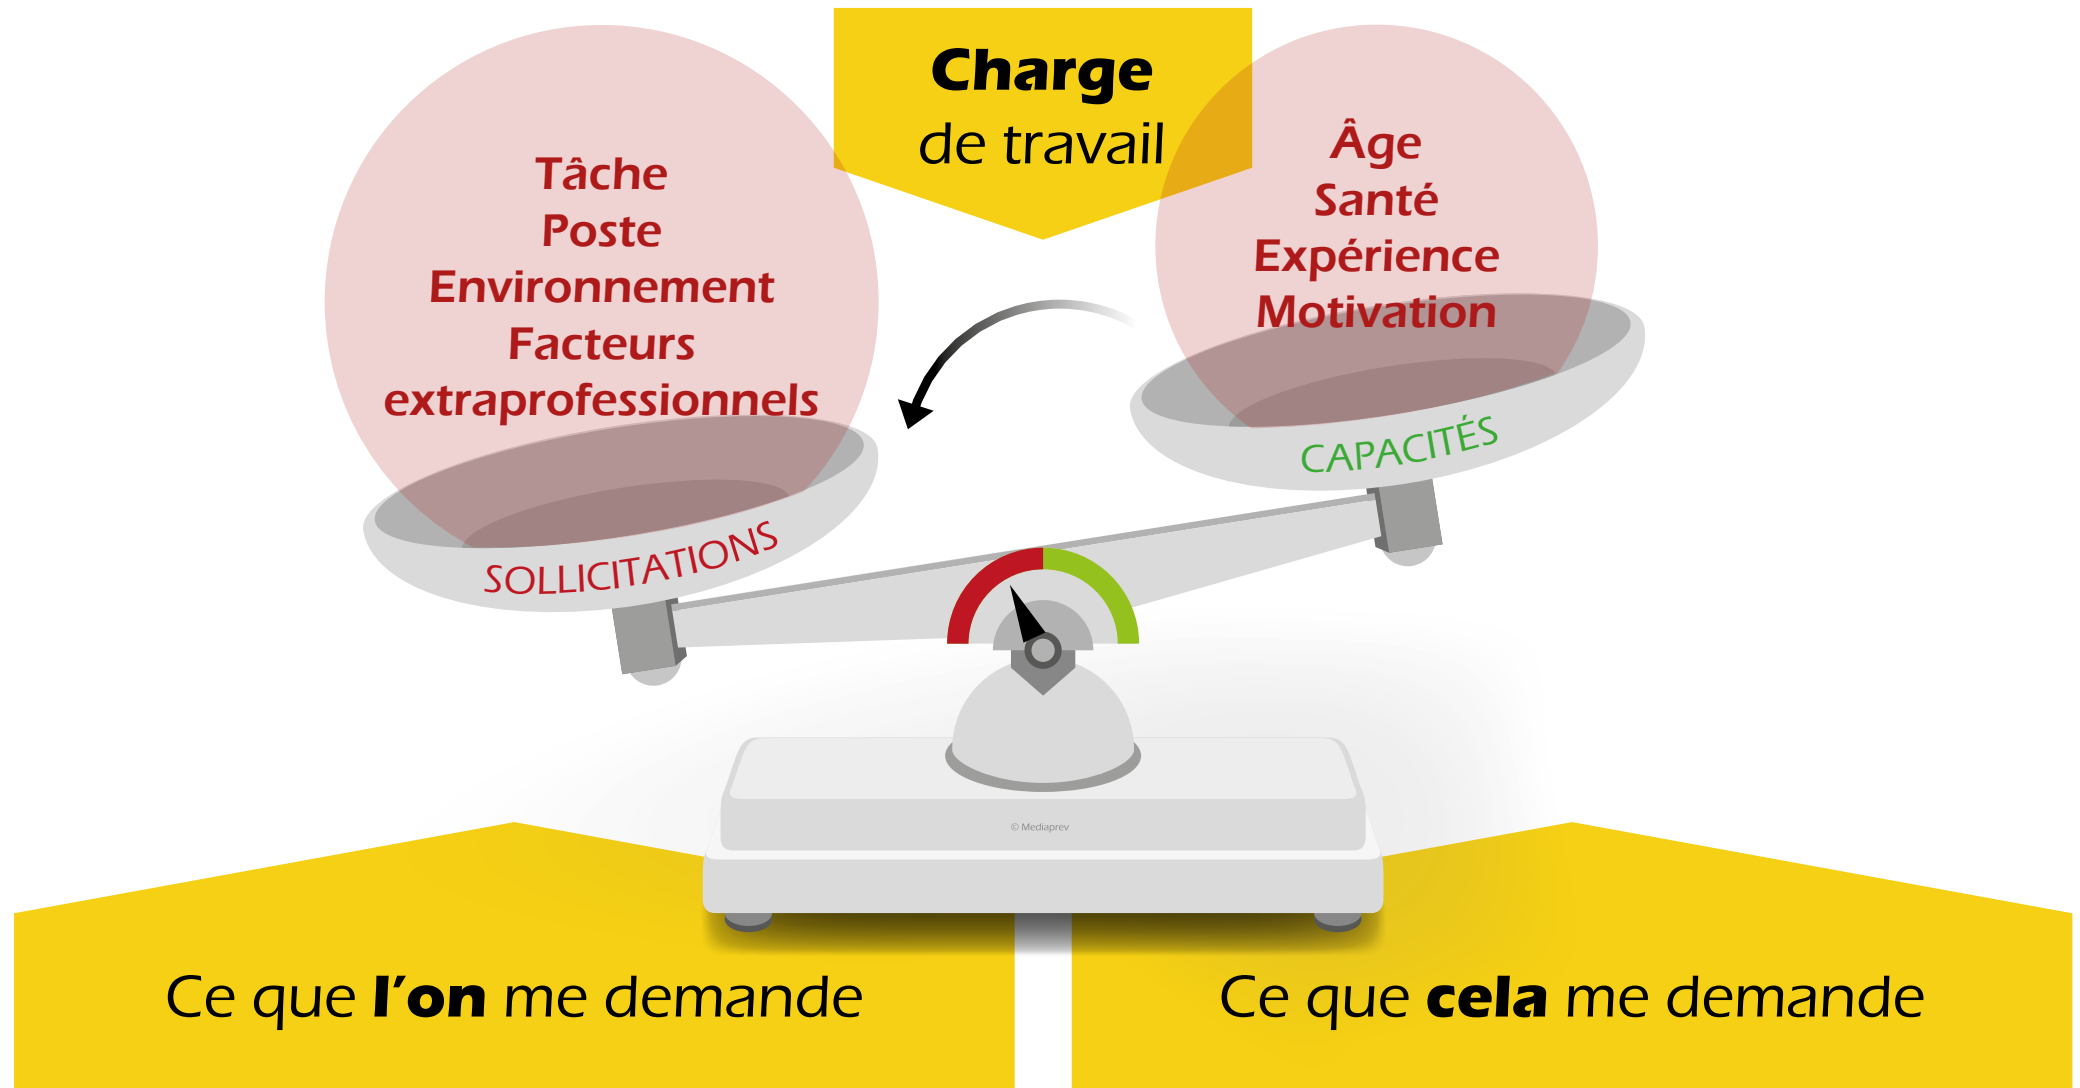 Charge
de travail
Tâche
Poste
Environnement
Facteurs
extraprofessionnels
SOLLICITATIONS
Âge
Santé
Expérience
Motivation
CAPACITÉS
© Mediaprev
Ce que l’on me demande
Ce que cela me demande